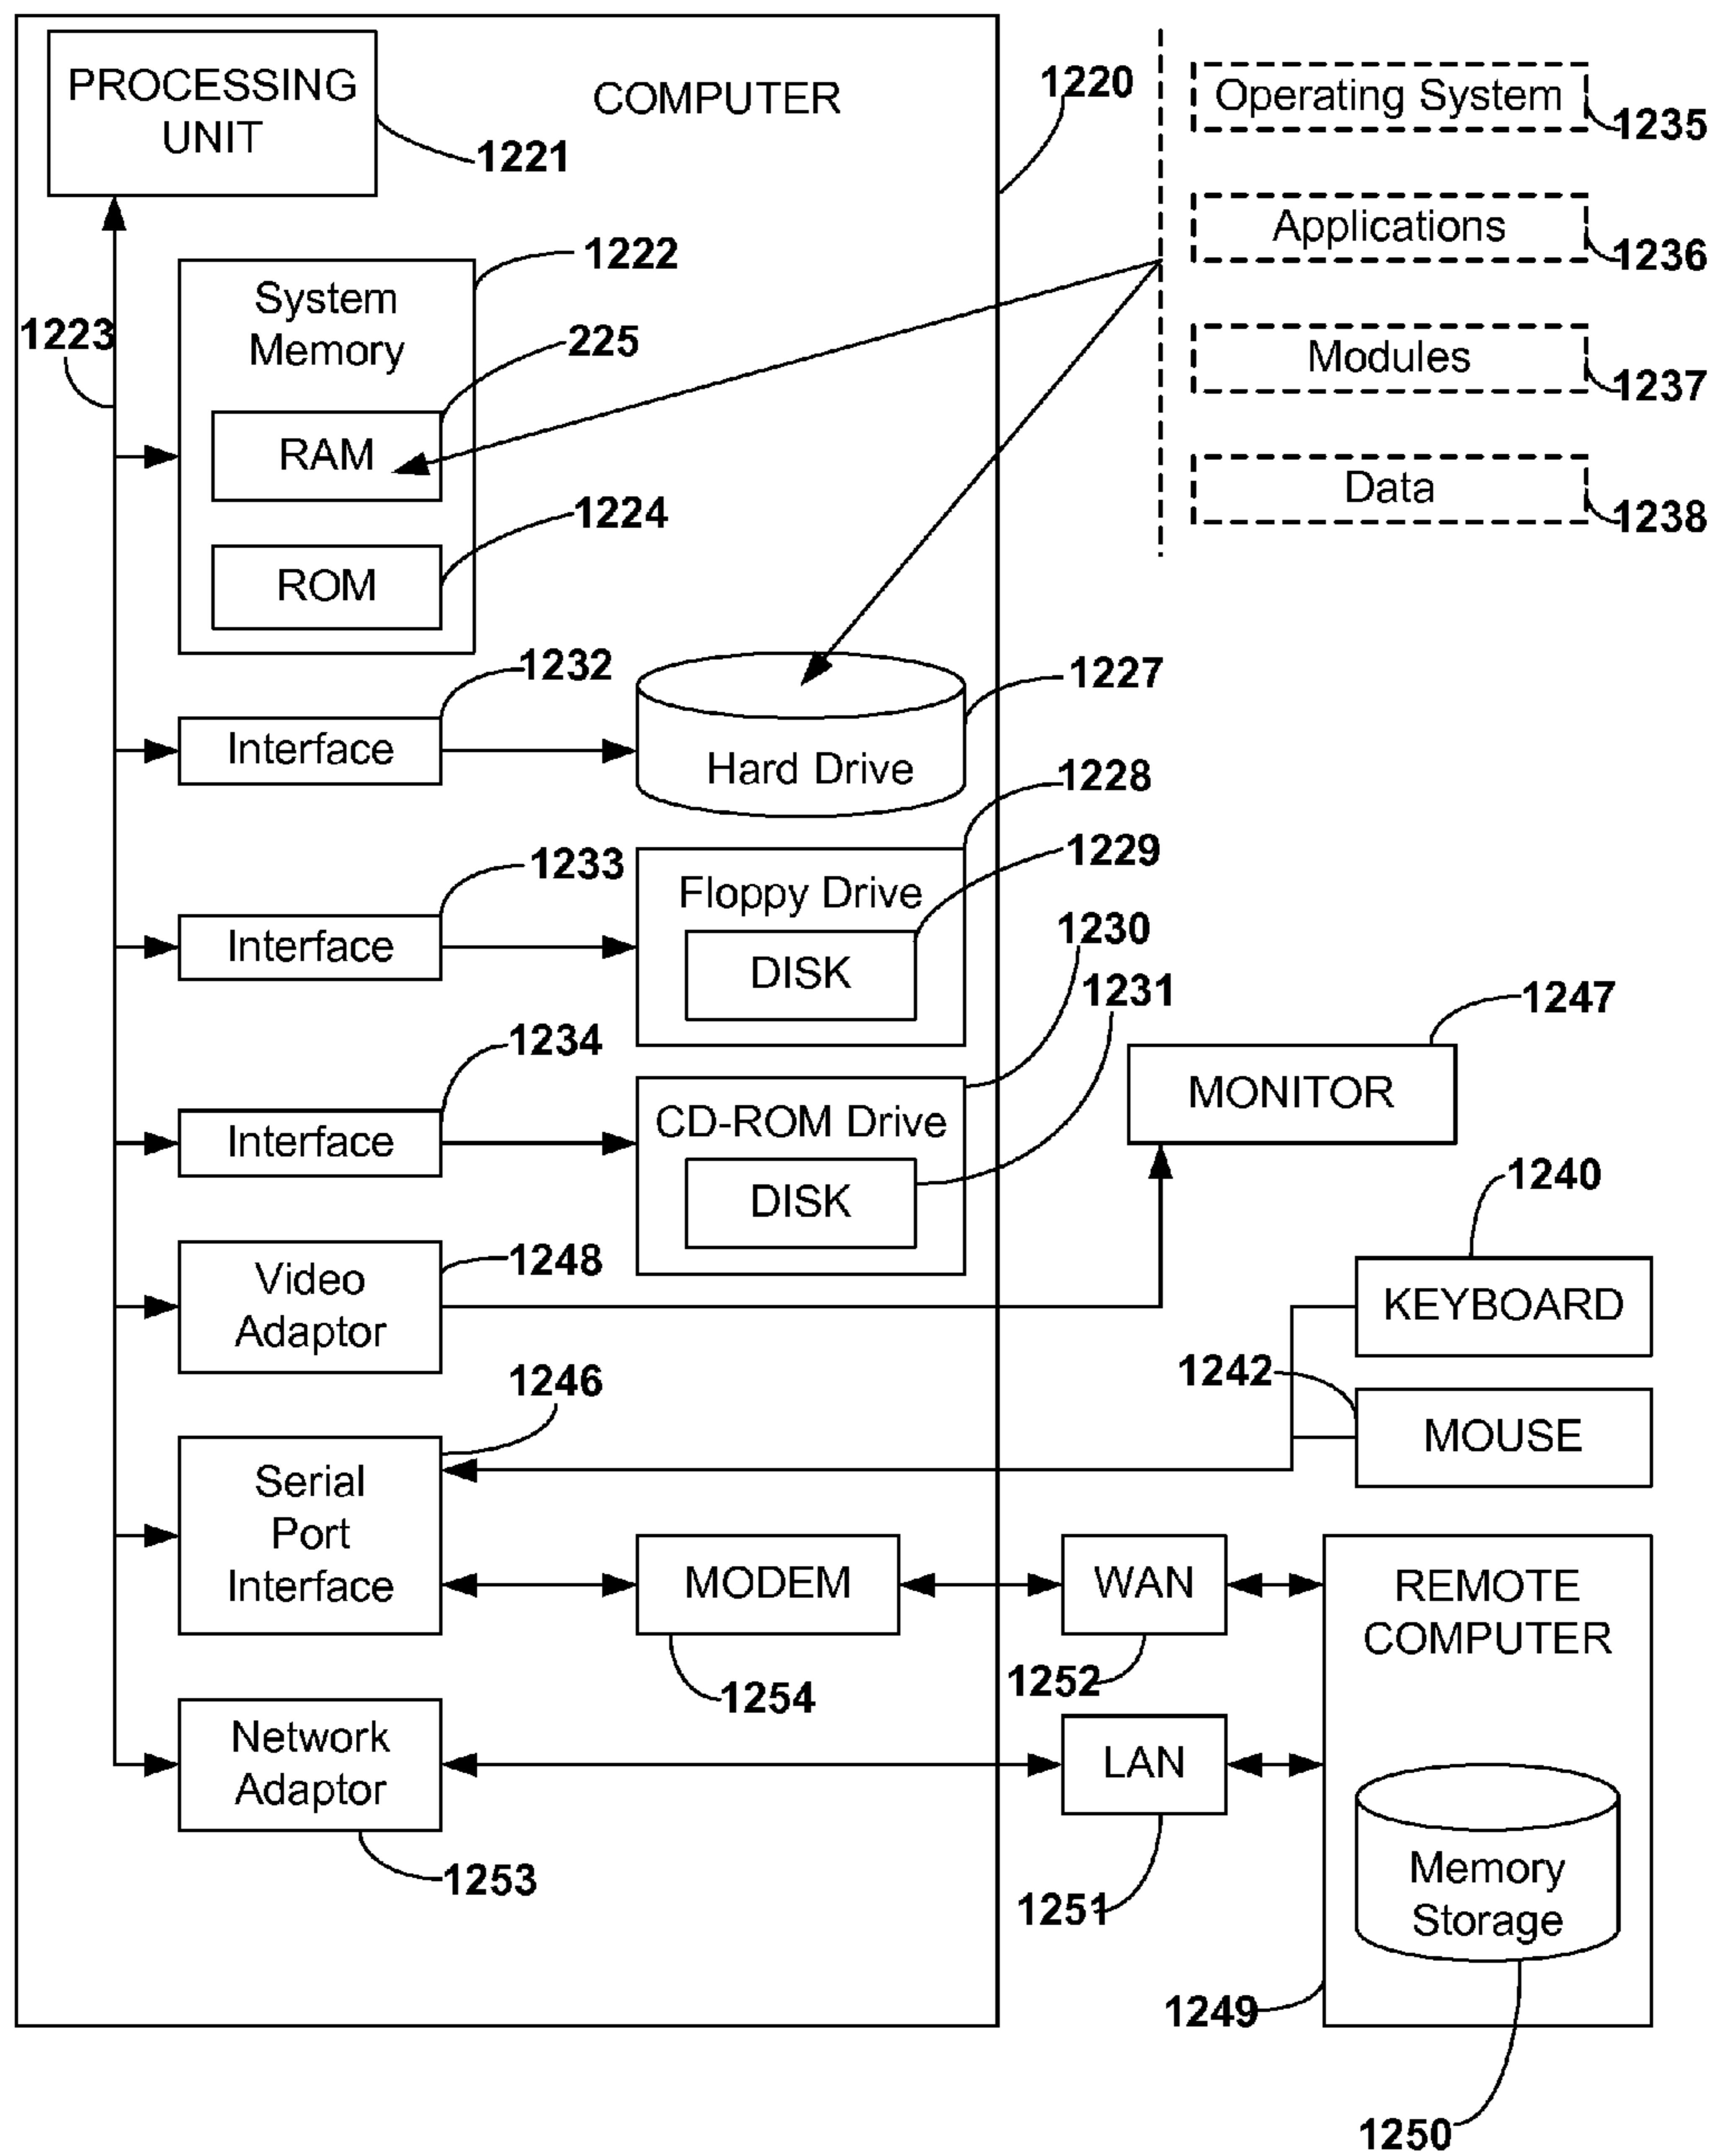 PROCESSING
UNIT
COMPUTER
1220
1221
Operating System
1235
Applications
1236
Modules
1237
Data
1238
1222
System
Memory
1223
225
RAM
1224
ROM
1232
Interface
1227
Hard Drive
1228
1233
Interface
1229
Floppy Drive
DISK
1230
1231
1234
Interface
CD-ROM Drive
DISK
1247
MONITOR
1240
KEYBOARD
1248
Video
Adaptor
1242
MOUSE
1246
Serial
Port
Interface
MODEM
1254
WAN
1252
REMOTE
COMPUTER
Network
Adaptor
1253
LAN
1251
Memory
Storage
1249
1250